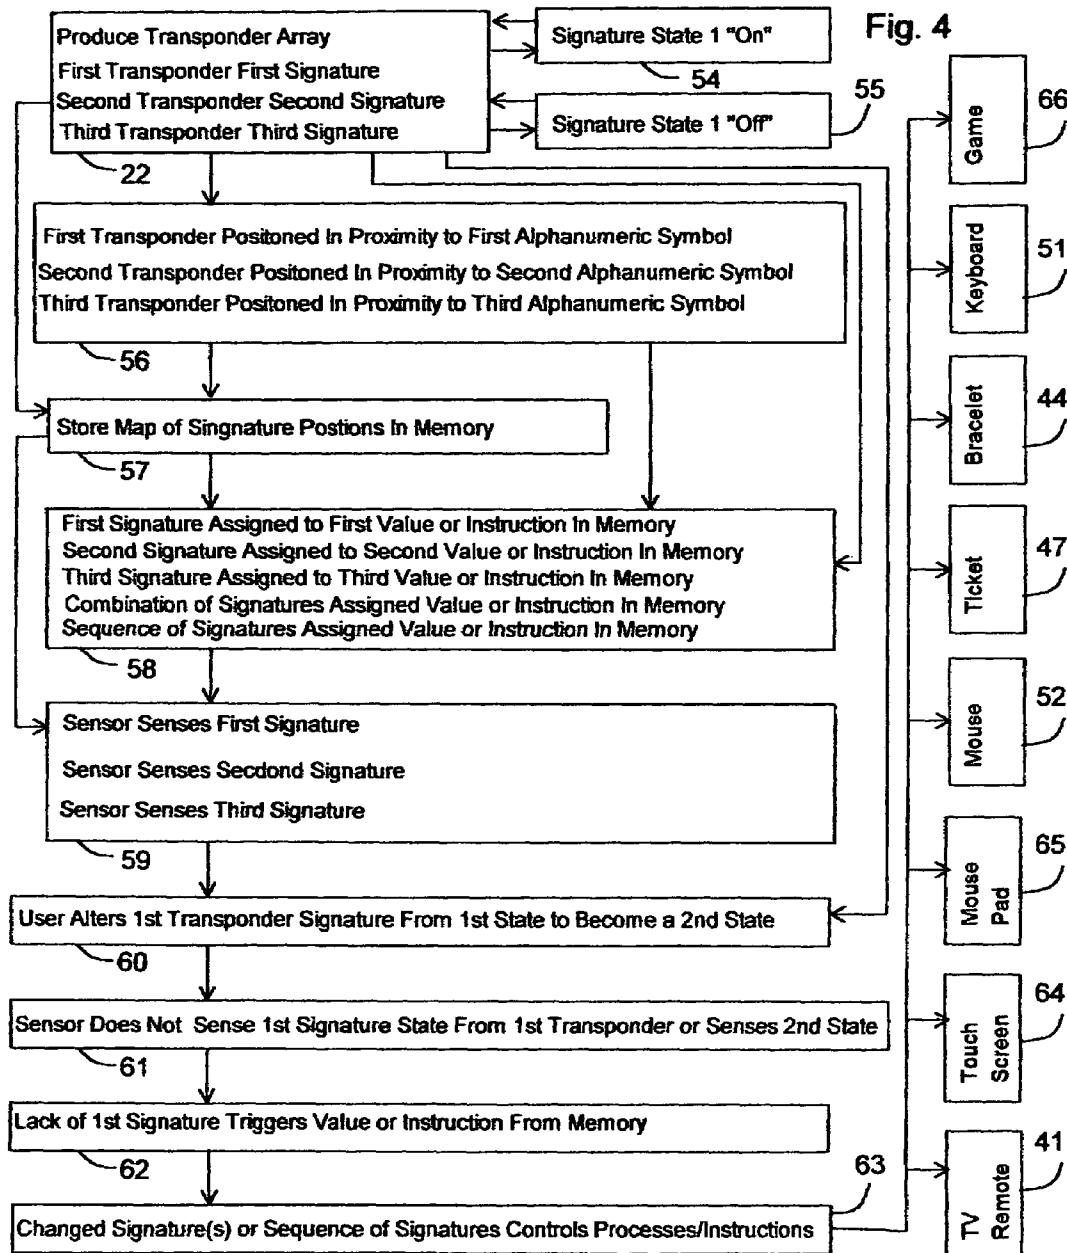 Fig. 4
Produce Transponder Array
First Transponder First Signature
Second Transponder Second Signature
Third Transponder Third Signature
22
Signature State 1 "On"
54
Signature State 1 "Off"
55
First Transponder Positoned In Proximity to First Alphanumeric Symbol
Second Transponder Positoned In Proximity to Second Alphanumeric Symbol
Third Transponder Positoned In Proximity to Third Alphanumeric Symbol
56
Store Map of Singnature Postions In Memory
57
First Signature Assigned to First Value or Instruction In Memory
Second Signature Assigned to Second Value or Instruction In Memory
Third Signature Assigned to Third Value or Instruction In Memory
Combination of Signatures Assigned Value or Instruction In Memory
Sequence of Signatures Assigned Value or Instruction In Memory
58
Sensor Senses First Signature
Sensor Senses Secdond Signature
Sensor Senses Third Signature
59
User Alters 1st Transponder Signature From 1st State to Become a 2nd State
60
Sensor Does Not Sense 1st Signature State From 1st Transponder or Senses 2nd State
61
Lack of 1st Signature Triggers Value or Instruction From Memory
62
Changed Signature(s) or Sequence of Signatures Controls Processes/Instructions
63
Game
66
Keyboard
51
Bracelet
44
Ticket
47
Mouse
52
Mouse
Pad
65
Touch
Screen
64
TV
Remote
41